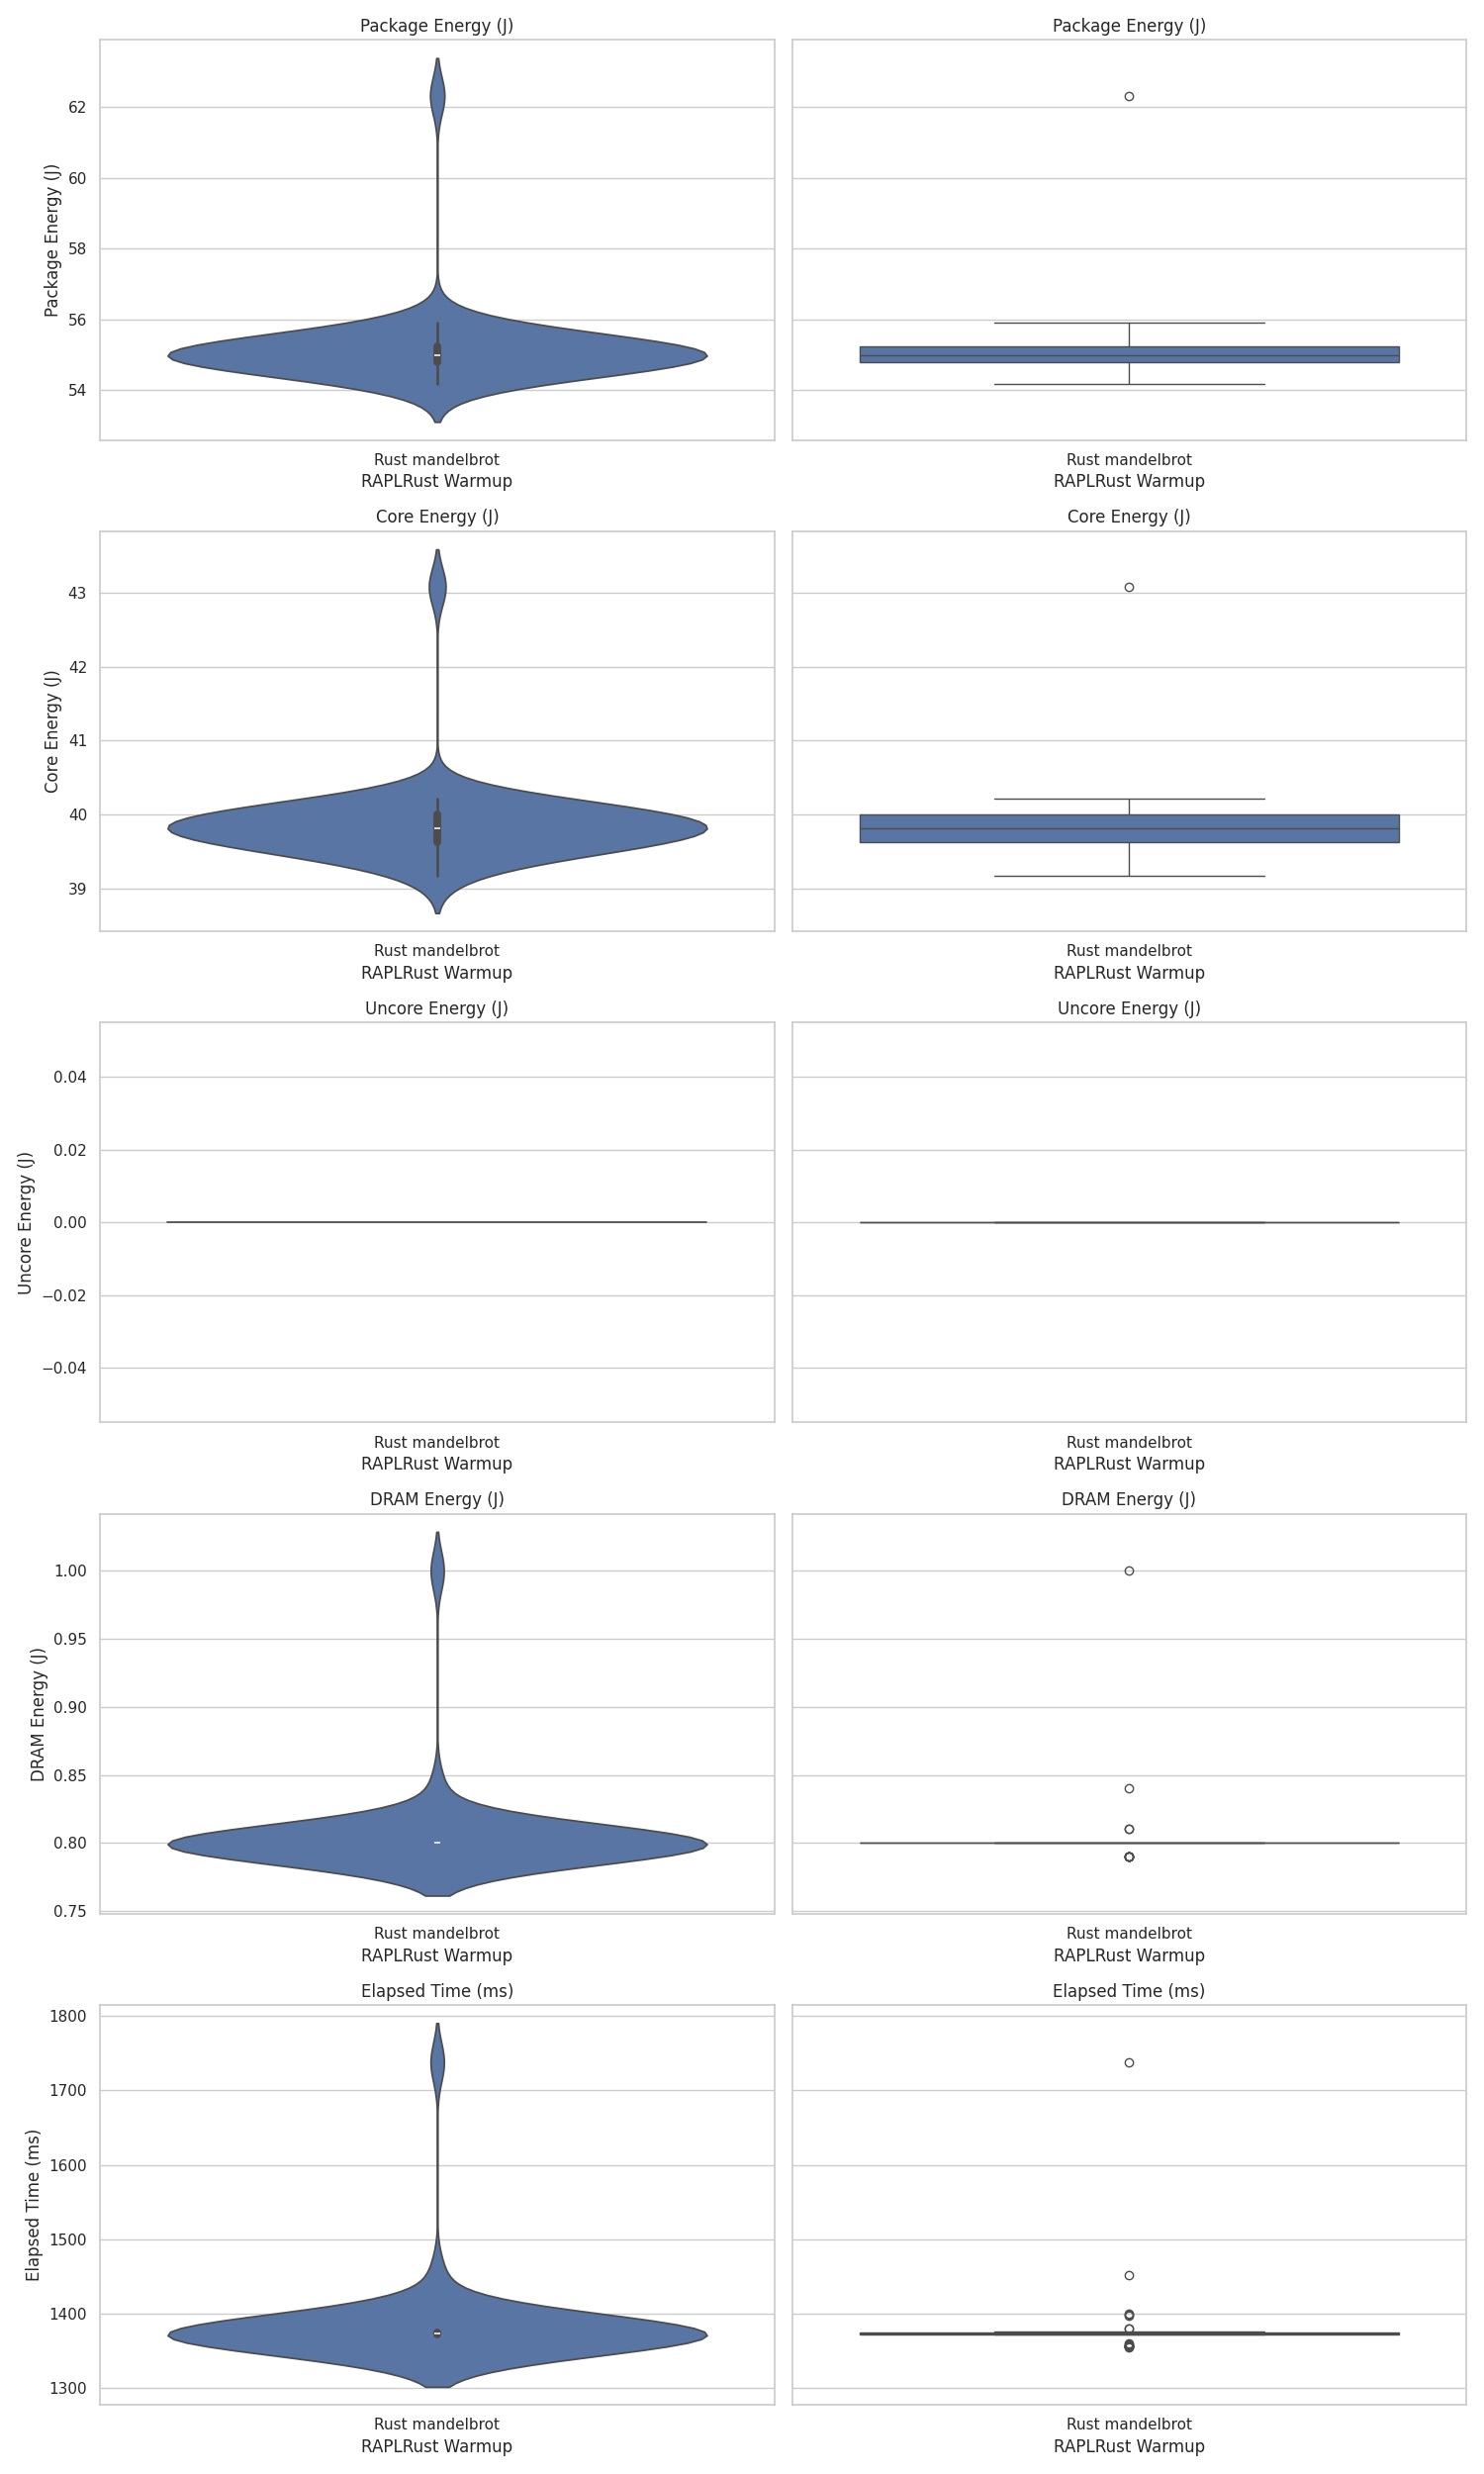 Package Energy (J)
Package Energy (J)
Package Energy (J)
62
60
58
56
54
Rust mandelbrot
RAPLRust Warmup
Rust mandelbrot
RAPLRust Warmup
Core Energy (J)
Core Energy (J)
Core Energy (J)
43
42
41
40
39
Rust mandelbrot
RAPLRust Warmup
Rust mandelbrot
RAPLRust Warmup
Uncore Energy (J)
Uncore Energy (J)
Uncore Energy (J)
0.04
0.02
0.00
−0.02
−0.04
Rust mandelbrot
RAPLRust Warmup
Rust mandelbrot
RAPLRust Warmup
DRAM Energy (J)
DRAM Energy (J)
DRAM Energy (J)
1.00
0.95
0.90
0.85
0.80
0.75
Rust mandelbrot
RAPLRust Warmup
Rust mandelbrot
RAPLRust Warmup
Elapsed Time (ms)
Elapsed Time (ms)
Elapsed Time (ms)
1800
1700
1600
1500
1400
1300
Rust mandelbrot
RAPLRust Warmup
Rust mandelbrot
RAPLRust Warmup